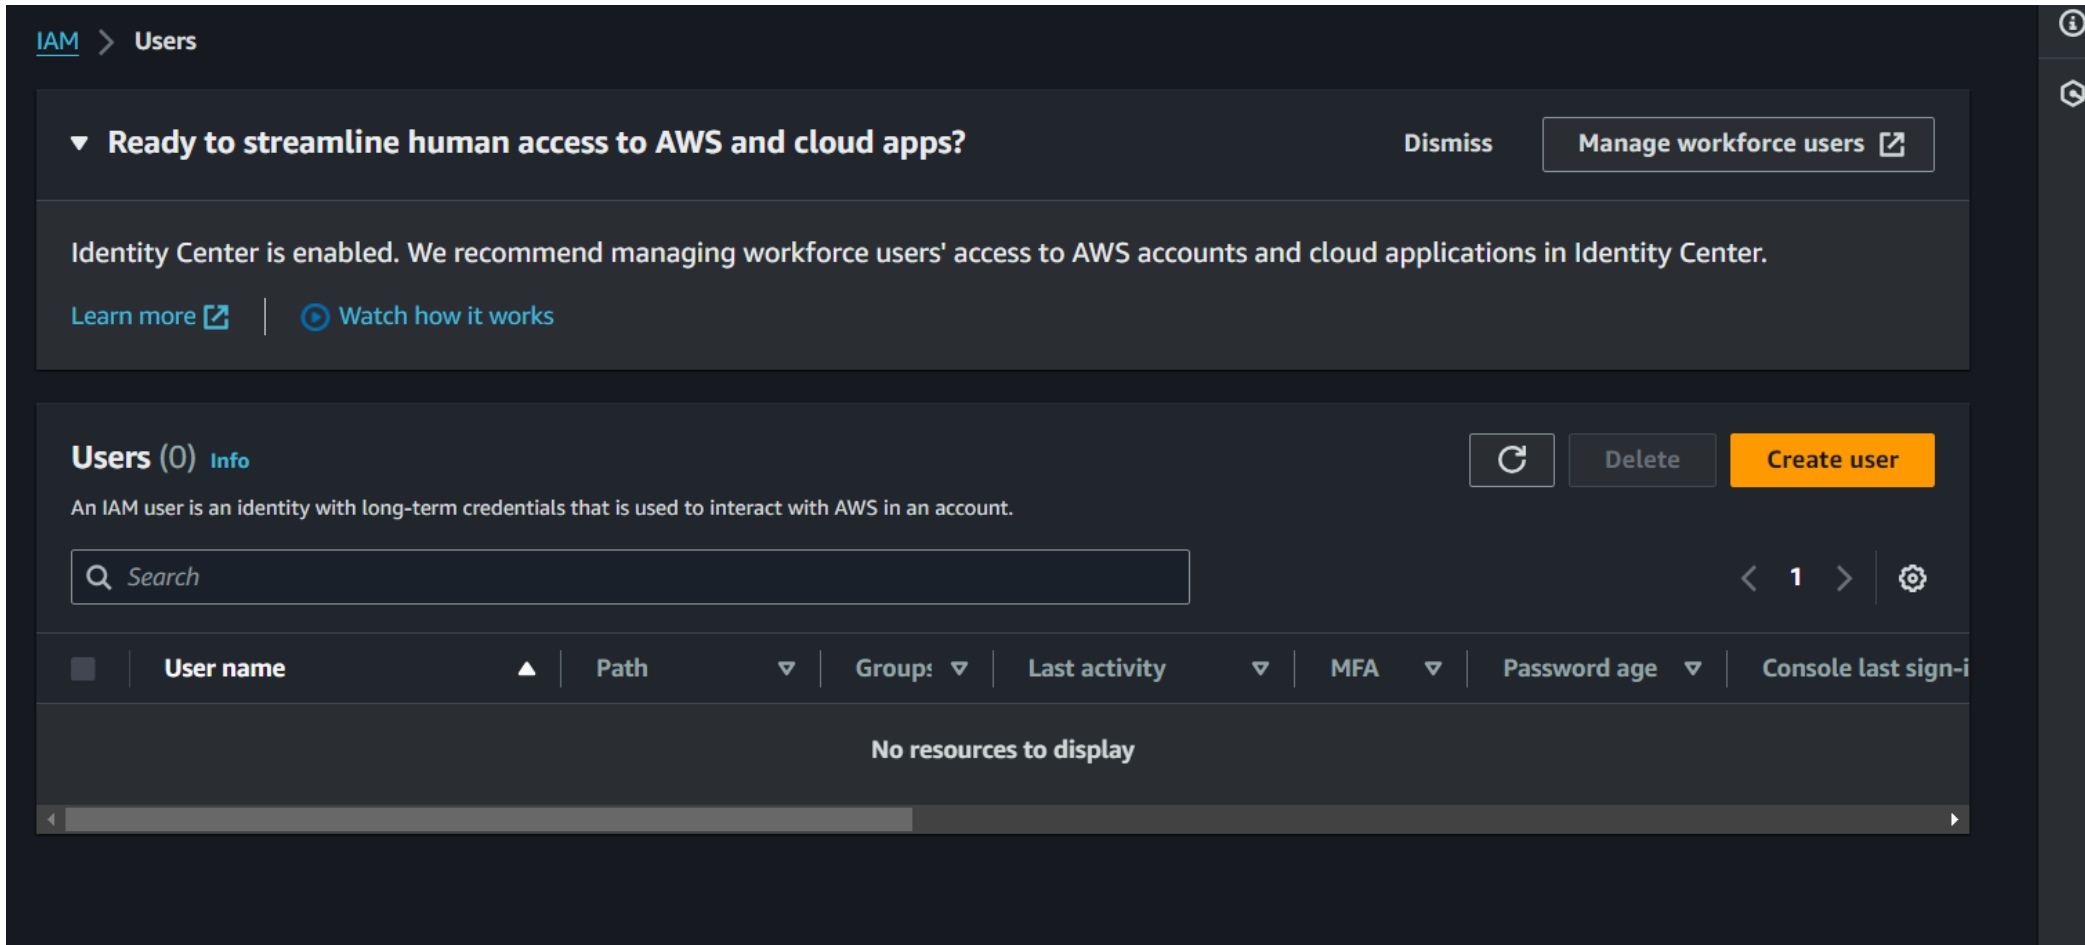 IAM > Users
Ready to streamline human access to AWS and cloud apps?
Dismiss
Manage workforce users
Identity Center is enabled. We recommend managing workforce users' access to AWS accounts and cloud applications in Identity Center.
Learn more
Watch how it works
Users (0) Info
Delete
Create user
An IAM user is an identity with long-term credentials that is used to interact with AWS in an account.
Search
1
User name Path Groups Last activity MFA Password age Console last sign-i
No resources to display